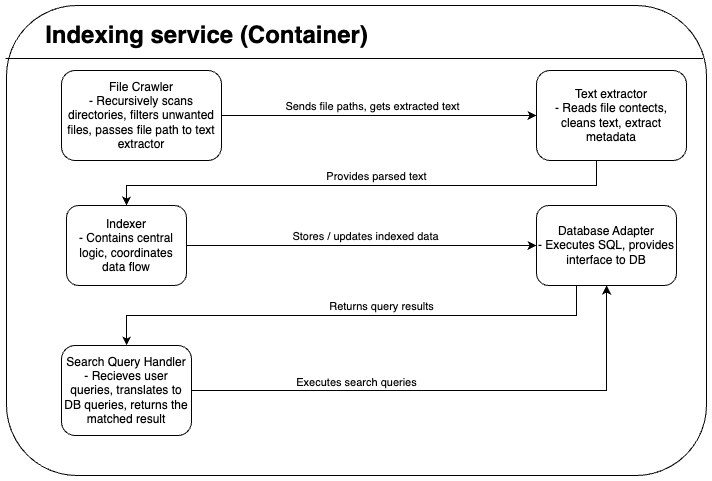 Indexing service (Container)
File Crawler
- Recursively scans
directories, filters unwanted
files, passes file path to text
extractor
Sends file paths, gets extracted text
Text extractor
- Reads file contects,
cleans text, extract
metadata
Provides parsed text
Indexer
- Contains central
logic, coordinates
data flow
Stores / updates indexed data
Database Adapter
- Executes SQL, provides
interface to DB
Returns query results
Search Query Handler
- Recieves user
queries, translates to
DB queries, returns the
matched result
Executes search queries